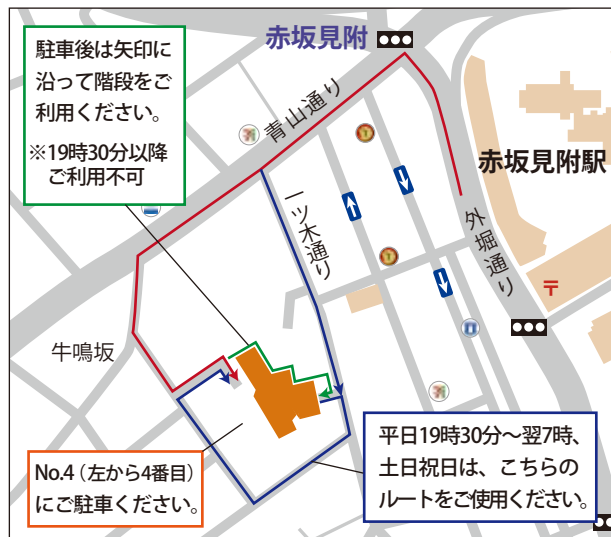 駐車後は矢印に
沿って階段をご
利用ください。
※19時30分以降
ご利用不可
赤坂見附
青山通り
赤坂見附駅
一ツ木通り
外堀通り
〒
牛鳴坂
No.4（左から4番目）
にご駐車ください。
平日19時30分～翌7時、
土日祝日は、こちらの
ルートをご使用ください。